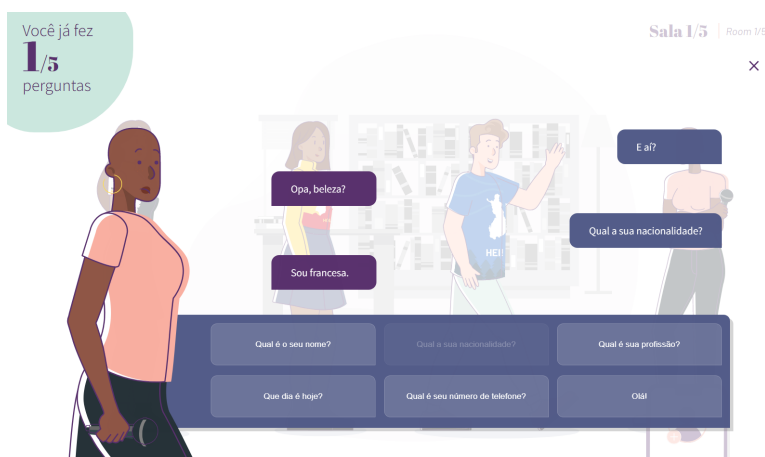 Você já fez
1/5
perguntas
Sala 1/5
Room 1/5
E aí?
Opa, beleza?
Qual a sua nacionalidade?
HEI!
Sou francesa.
Qual é o seu nome?
Qual a sua nacionalidade?
Qual é sua profissão?
Que dia é hoje?
Qual é seu número de telefone?
Olá!